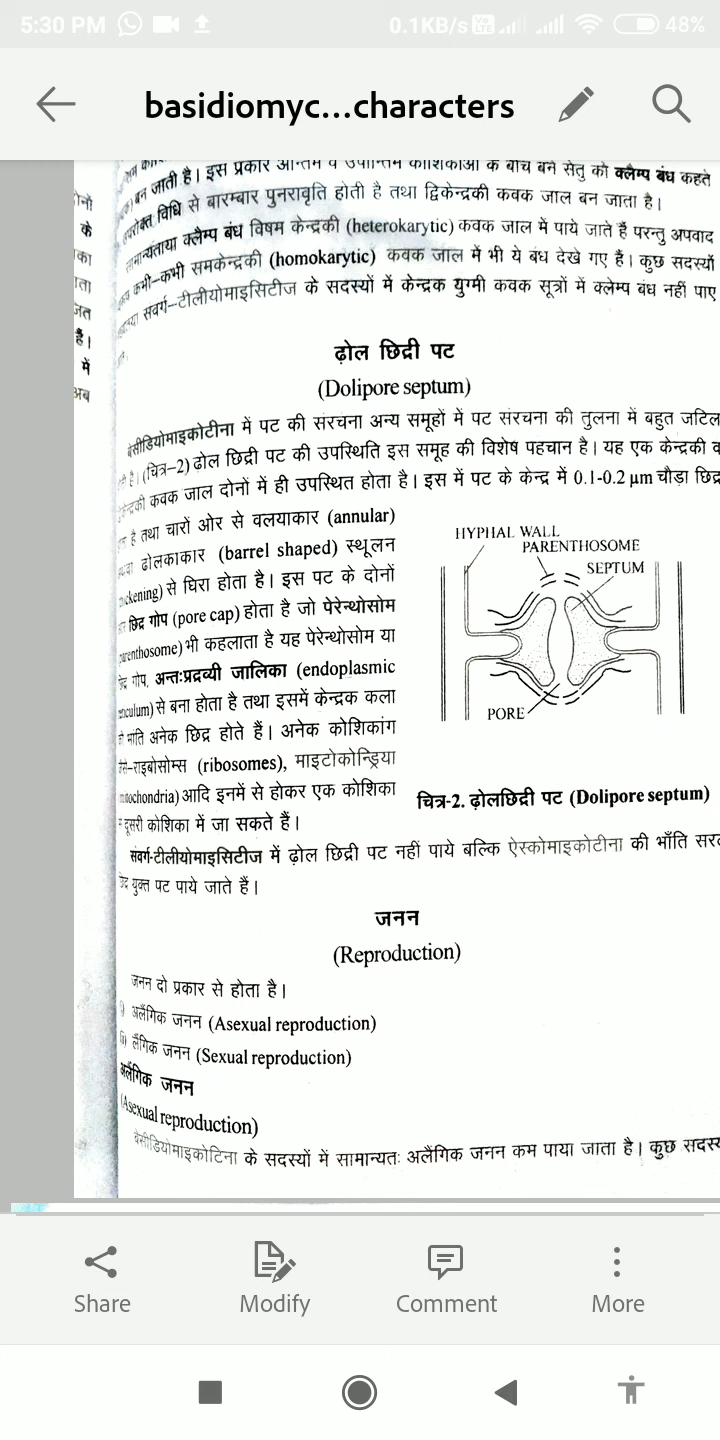 5:30 PM
0.1KB/s
Vo LTE
48%
basidiomyc...characters
बन जाती है। इस प्रकार अन्तिम व उपान्तिम कोशिकाओं के बीच बने सेतु को क्लैम्प बंध कहते
विधि से बारम्बार पुनरावृति होती है तथा द्विकेन्द्रकी कवक जाल बन जाता है।
सामान्यताया क्लैम्प बंध विषम केन्द्रकी (heterokarytic) कवक जाल में पाये जाते हैं परन्तु अपवाद
कभी-कभी समकेन्द्रकी (homokarytic) कवक जाल में भी ये बंध देखे गए है। कुछ सदस्यों
संवर्ग-टीलीयोमाइसिटीज के सदस्यों में केन्द्रक युग्मी कवक सूत्रों में क्लेम्प बंध नहीं पाए
के
है।
में
अब
ढ़ोल छिद्री पट
(Dolipore septum)
बेसीडियोमाइकोटीना में पट की संरचना अन्य समूहों में पट संरचना की तुलना में बहुत जटिल
है। (चित्र-2) ढोल छिद्री पट की उपस्थिति इस समूह की विशेष पहचान है। यह एक केन्द्रकी व
कवक जाल दोनों में ही उपस्थित होता है। इस में पट के केन्द्र में 0.1-0.2 µm चौड़ा छिद्र
है तथा चारों ओर से वलयाकार (annular)
ढोलकाकार (barrel shaped) स्थूलन
से घिरा होता है। इस पट के दोनों
छिद्र गोप (pore cap) होता है जो पेरेन्थोसोम
भी कहलाता है यह पेरेन्थोसोम या
गोप, अन्तःप्रद्रव्यी जालिका (endoplasmic
से बना होता है तथा इसमें केन्द्रक कला
भांति अनेक छिद्र होते हैं। अनेक कोशिकांग
राइबोसोम्स (ribosomes), माइटोकोन्ड्रिया
आदि इनमें से होकर एक कोशिका
दूसरी कोशिका में जा सकते हैं।
HYPHAL WALL
PARENTHOSOME
SEPTUM
PORE
चित्र-2. ढ़ोलछिद्री पट (Dolipore septum)
संवर्ग-टीलीयोमाइसिटीज में ढ़ोल छिद्री पट नहीं पाये बल्कि ऐस्कोमाइकोटीना की भाँति
युक्त पट पाये जाते हैं।
जनन
(Reproduction)
जनन दो प्रकार से होता है।
अलैंगिक जनन (Asexual reproduction)
(ii) लैंगिक जनन (Sexual reproduction)
अलैंगिक जनन
(Asexual reproduction)
बैसीडियोमाइकोटिना के सदस्यों में सामान्यतः अलैंगिक जनन कम पाया जाता है। कुछ
Share
Modify
Comment
More